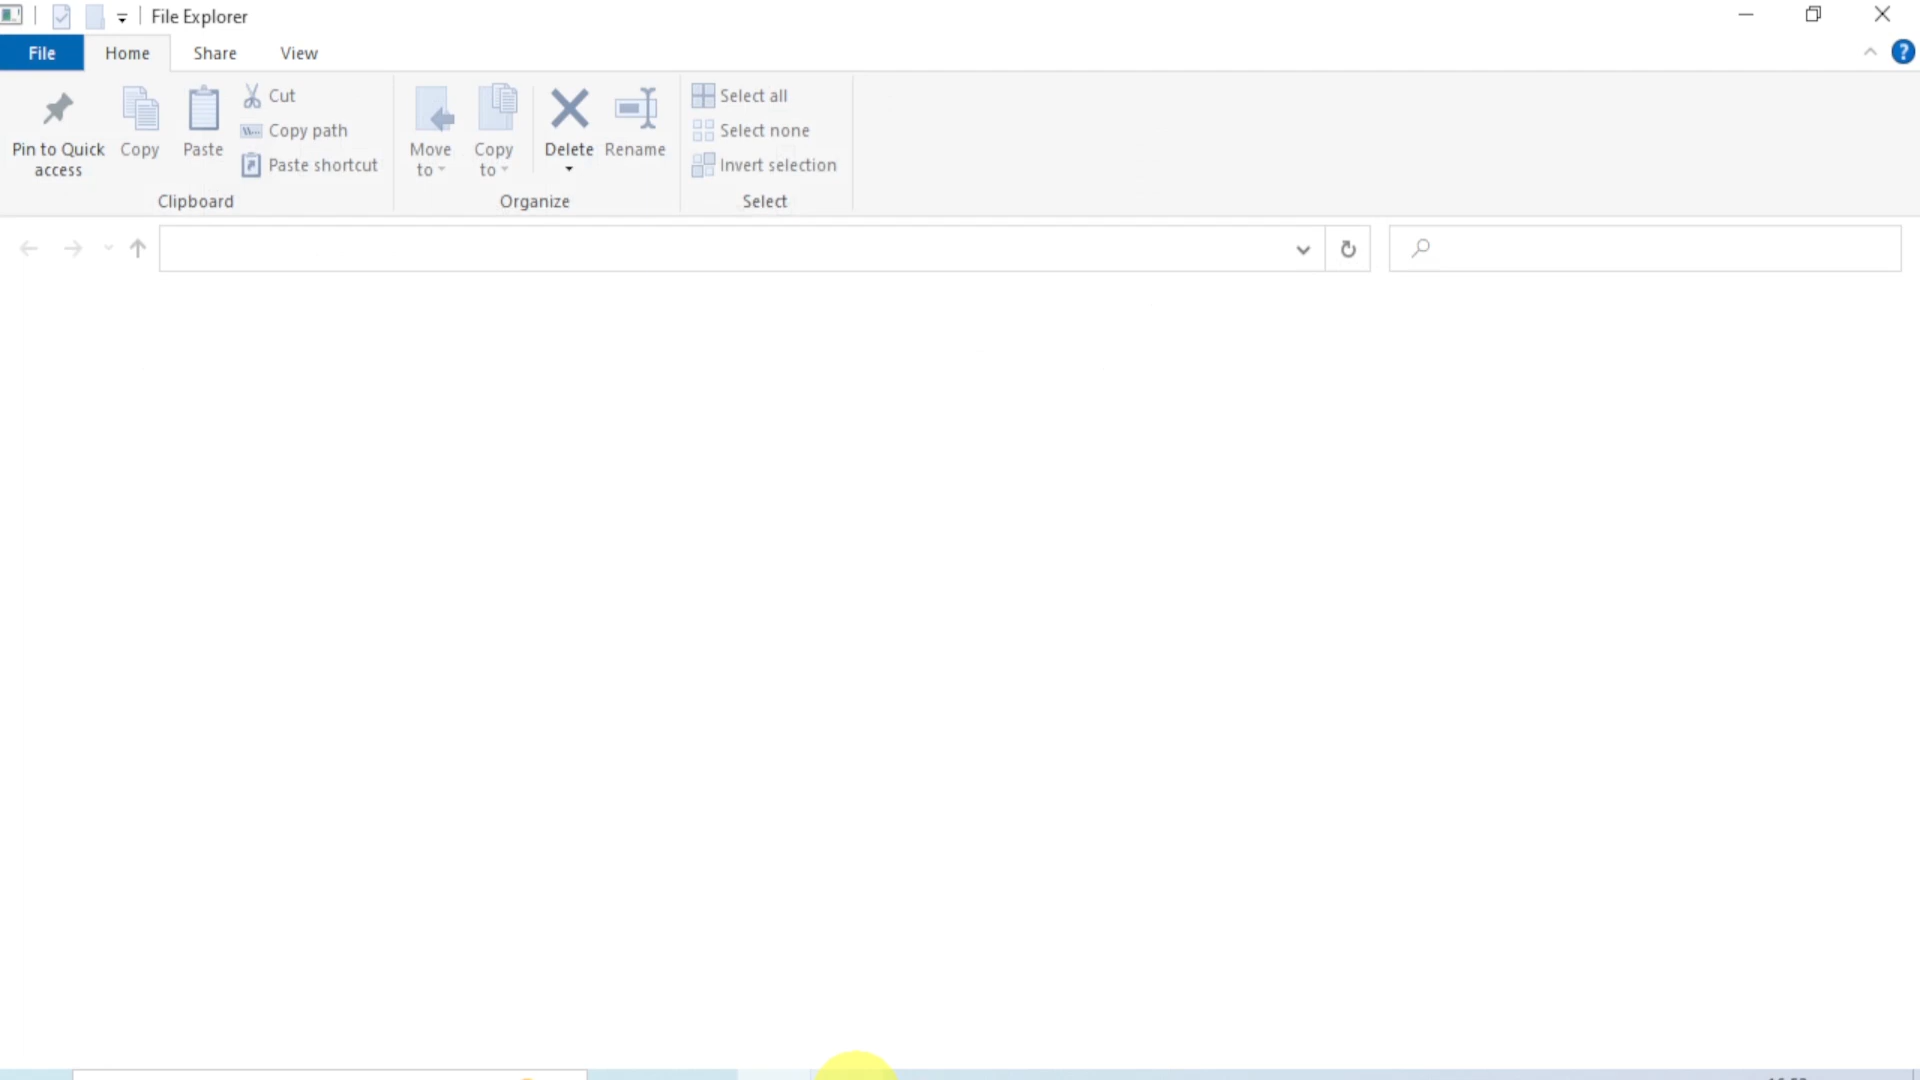 File Explorer
File Home Share View
Pin to Quick access
Copy
Paste
Cut
Copy path
Paste shortcut
Clipboard
Move to
Copy to
Delete
Rename
Organize
Select all
Select none
Invert selection
Select